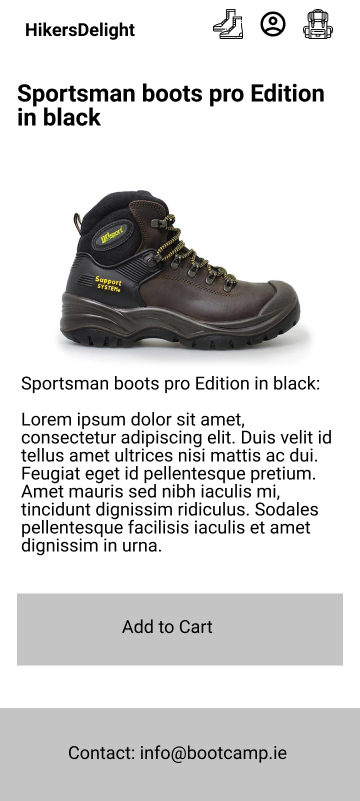 HikersDelight
Sportsman boots pro Edition
in black
grisport
Support
SYSTEM®
Sportsman boots pro Edition in black:
Lorem ipsum dolor sit amet,
consectetur adipiscing elit. Duis velit id
tellus amet ultrices nisi mattis ac dui.
Feugiat eget id pellentesque pretium.
Amet mauris sed nibh iaculis mi,
tincidunt dignissim ridiculus. Sodales
pellentesque facilisis iaculis et amet
dignissim in urna.
Add to Cart
Contact: info@bootcamp.ie